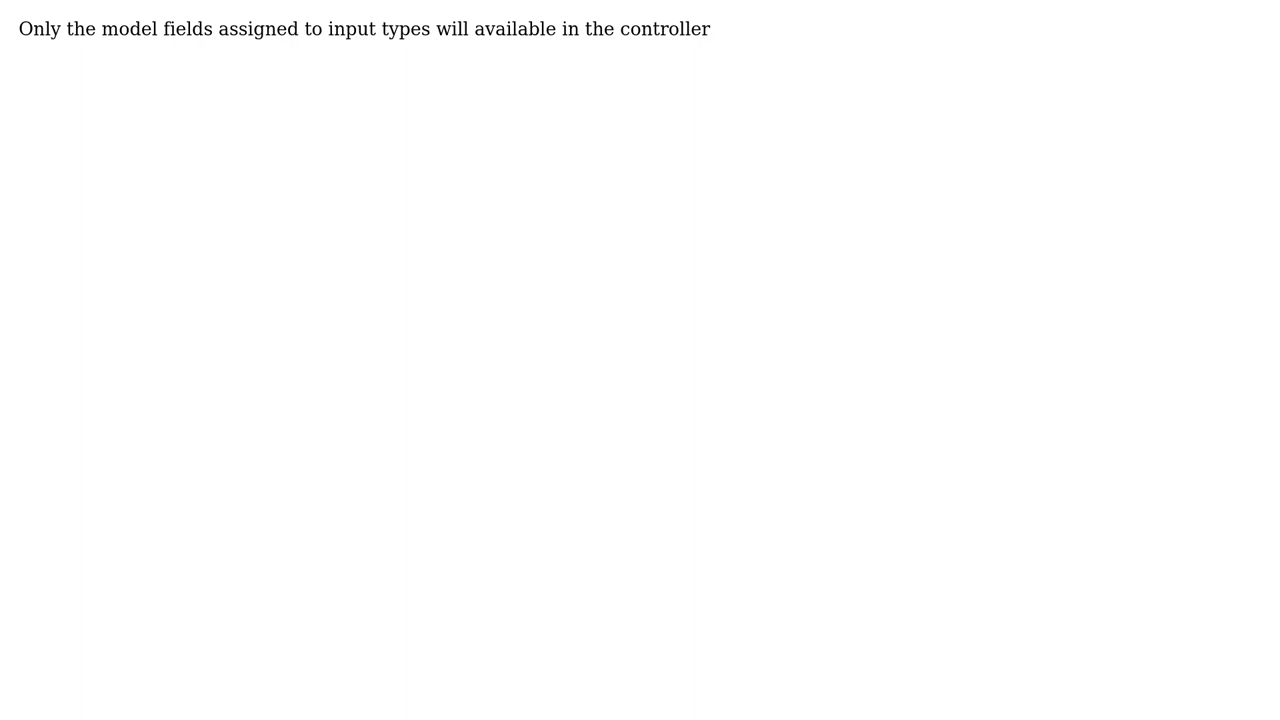 Only the model fields assigned to input types will available in the controller